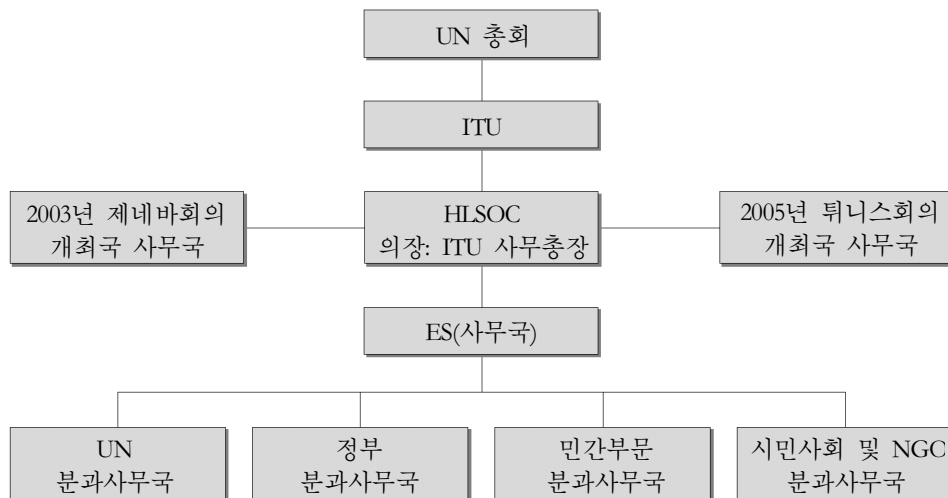 UN 총회
ITU
2003년 제네바회의
개최국 사무국
HLSOC
의장: ITU 사무총장
2005년 튀니스회의
개최국 사무국
ES(사무국)
UN
분과사무국
정부
분과사무국
민간부문
분과사무국
시민사회 및 NGO
분과사무국